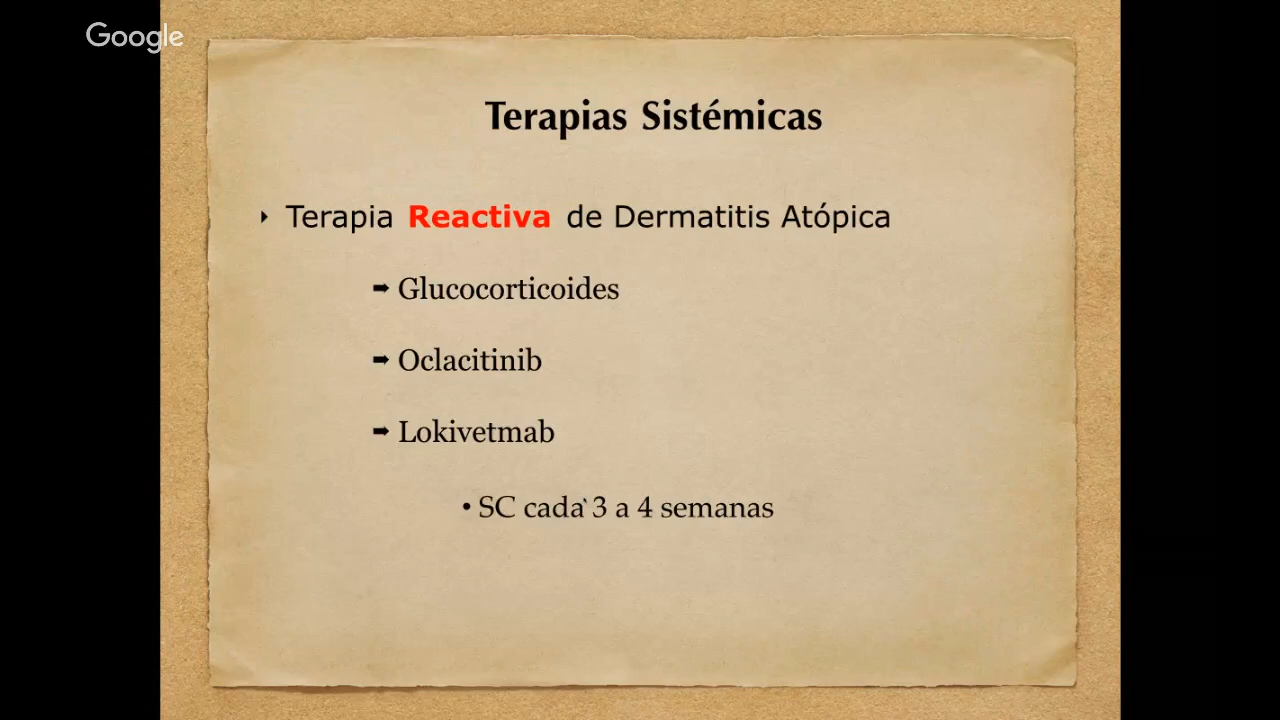 Google
Terapias Sistémicas
‣ Terapia Reactiva de Dermatitis Atópica
➡ Glucocorticoides
➡ Oclacitinib
➡ Lokivetmab
• SC cada 3 a 4 semanas